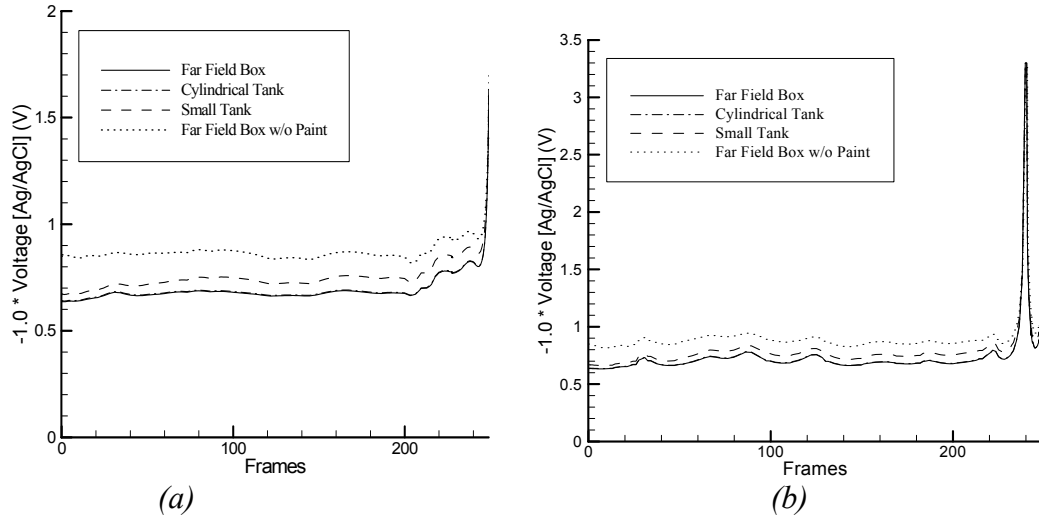 2
1.5
1
0.5
0
0 100 200
-1.0 * Voltage [Ag/AgCl] (V)
Frames
Far Field Box
Cylindrical Tank
Small Tank
Far Field Box w/o Paint
(a)
3.5
3
2.5
2
1.5
1
0.5
0
0 100 200
-1.0 * Voltage [Ag/AgCl] (V)
Frames
Far Field Box
Cylindrical Tank
Small Tank
Far Field Box w/o Paint
(b)